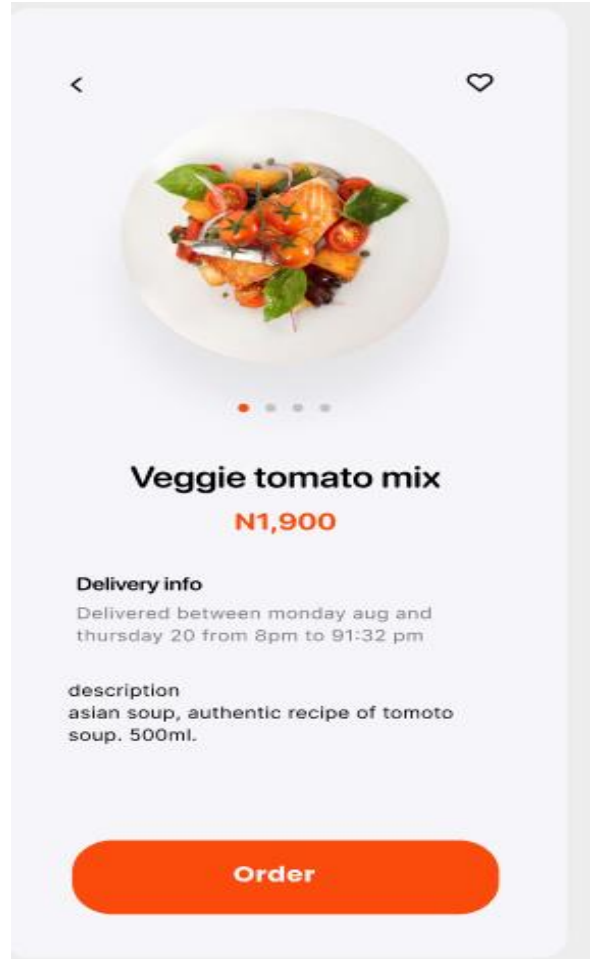 Veggie tomato mix
N1,900
Delivery info
Delivered between monday aug and
thursday 20 from 8pm to 91:32 pm
description
asian soup, authentic recipe of tomoto
soup. 500ml.
Order